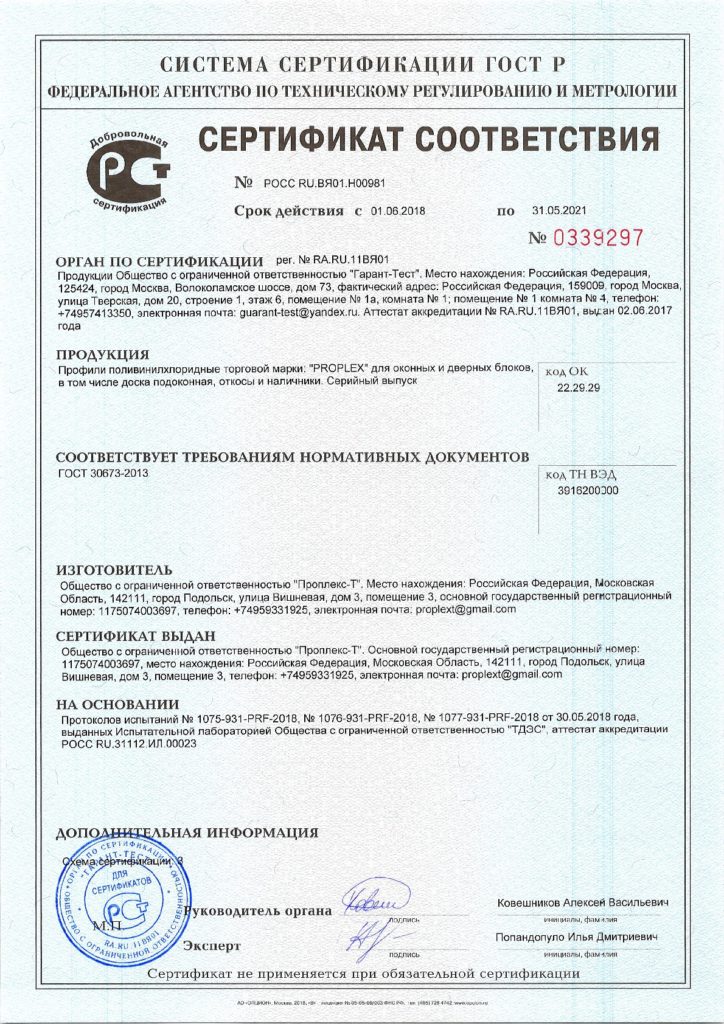 СИСТЕМА СЕРТИФИКАЦИИ ГОСТ Р
ФЕДЕРАЛЬНОЕ АГЕНТСТВО ПО ТЕХНИЧЕСКОМУ РЕГУЛИРОВАНИЮ И МЕТРОЛОГИИ
Добровольная
сертификация
СЕРТИФИКАТ СООТВЕТСТВИЯ
№ РОСС RU.ВЯ01.Н00981
Срок действия с 01.06.2018 по 31.05.2021
№ 0339297
ОРГАН ПО СЕРТИФИКАЦИИ рег. № RA.RU.11ВЯ01
Продукции Общество с ограниченной ответственностью "Гарант-Тест". Место нахождения: Российская Федерация,
125424, город Москва, Волоколамское шоссе, дом 73, фактический адрес: Российская Федерация, 159009, город Москва,
улица Тверская, дом 20, строение 1, этаж 6, помещение № 1а, комната № 1; помещение № 1 комната № 4, телефон:
+74957413350, электронная почта: guarant-test@yandex.ru. Аттестат аккредитации № RA.RU.11ВЯ01, выдан 02.06.2017
года
ПРОДУКЦИЯ
Профили поливинилхлоридные торговой марки: "PROPLEX" для оконных и дверных блоков,
в том числе доска подоконная, откосы и наличники. Серийный выпуск
код ОК
22.29.29
СООТВЕТСТВУЕТ ТРЕБОВАНИЯМ НОРМАТИВНЫХ ДОКУМЕНТОВ
ГОСТ 30673-2013
код ТН ВЭД
3916200000
ИЗГОТОВИТЕЛЬ
Общество с ограниченной ответственностью "Проплекс-Т". Место нахождения: Российская Федерация, Московская
Область, 142111, город Подольск, улица Вишневая, дом 3, помещение 3, основной государственный регистрационный
номер: 1175074003697, телефон: +74959331925, электронная почта: proplext@gmail.com
СЕРТИФИКАТ ВЫДАН
Общество с ограниченной ответственностью "Проплекс-Т". Основной государственный регистрационный номер:
1175074003697, место нахождения: Российская Федерация, Московская Область, 142111, город Подольск, улица
Вишневая, дом 3, помещение 3, телефон: +74959331925, электронная почта: proplext@gmail.com
НА ОСНОВАНИИ
Протоколов испытаний № 1075-931-PRF-2018, № 1076-931-PRF-2018, № 1077-931-PRF-2018 от 30.05.2018 года,
выданных Испытательной лабораторией Общества с ограниченной ответственностью "ТДЭС", аттестат аккредитации
РОСС RU.31112.ИЛ.00023
ДОПОЛНИТЕЛЬНАЯ ИНФОРМАЦИЯ
Схема сертификации: 3
ОРГАН ПО СЕРТИФИКАЦИИ
"ГАРАНТ-ТЕСТ"
ДЛЯ
СЕРТИФИКАТОВ
RA.RU.11ВЯ01
ОБЩЕСТВО С ОГРАНИЧЕННОЙ ОТВЕТСТВЕННОСТЬЮ
М.П.
Руководитель органа
подпись
Ковешников Алексей Васильевич
инициалы, фамилия
Эксперт
подпись
Попандопуло Илья Дмитриевич
инициалы, фамилия
Сертификат не применяется при обязательной сертификации